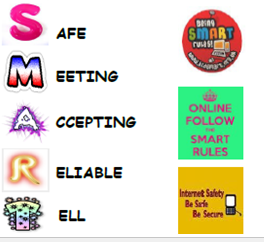 SAFE
MEETING
ACCEPTING
RELIABLE
TELL
Being
SMART
rules!
ONLINE
FOLLOW
THE
SMART
RULES
Internet Safety
Be Safe
Be Secure